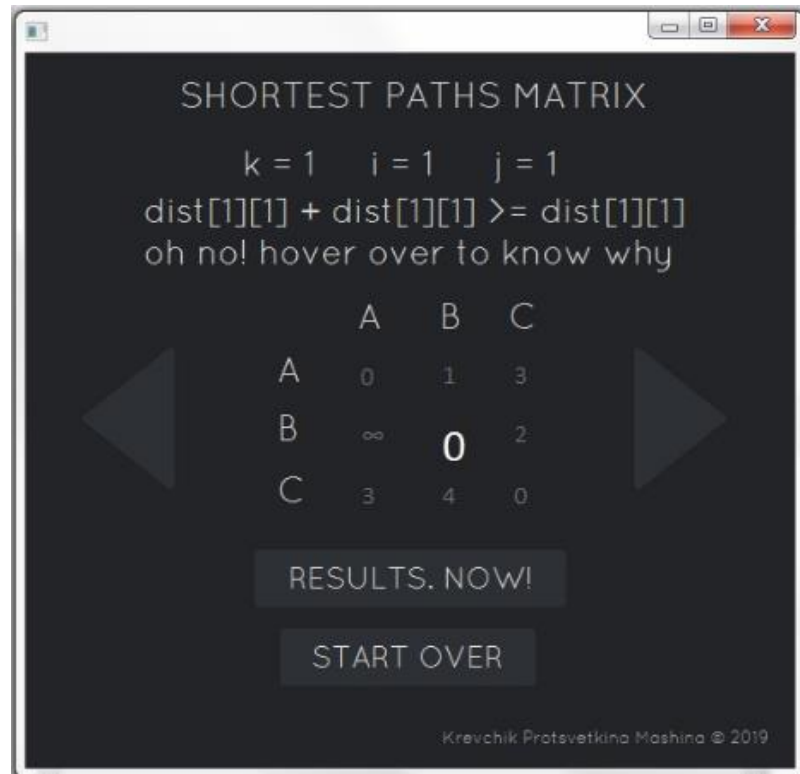 SHORTEST PATHS MATRIX
k = 1 i = 1 j = 1
dist[1][1] + dist[1][1] >= dist[1][1]
oh no! hover over to know why
A B C
A 0 1 3
B ∞ 0 2
C 3 4 0
RESULTS. NOW!
START OVER
Krevchik Protsvetkina Mashina © 2019